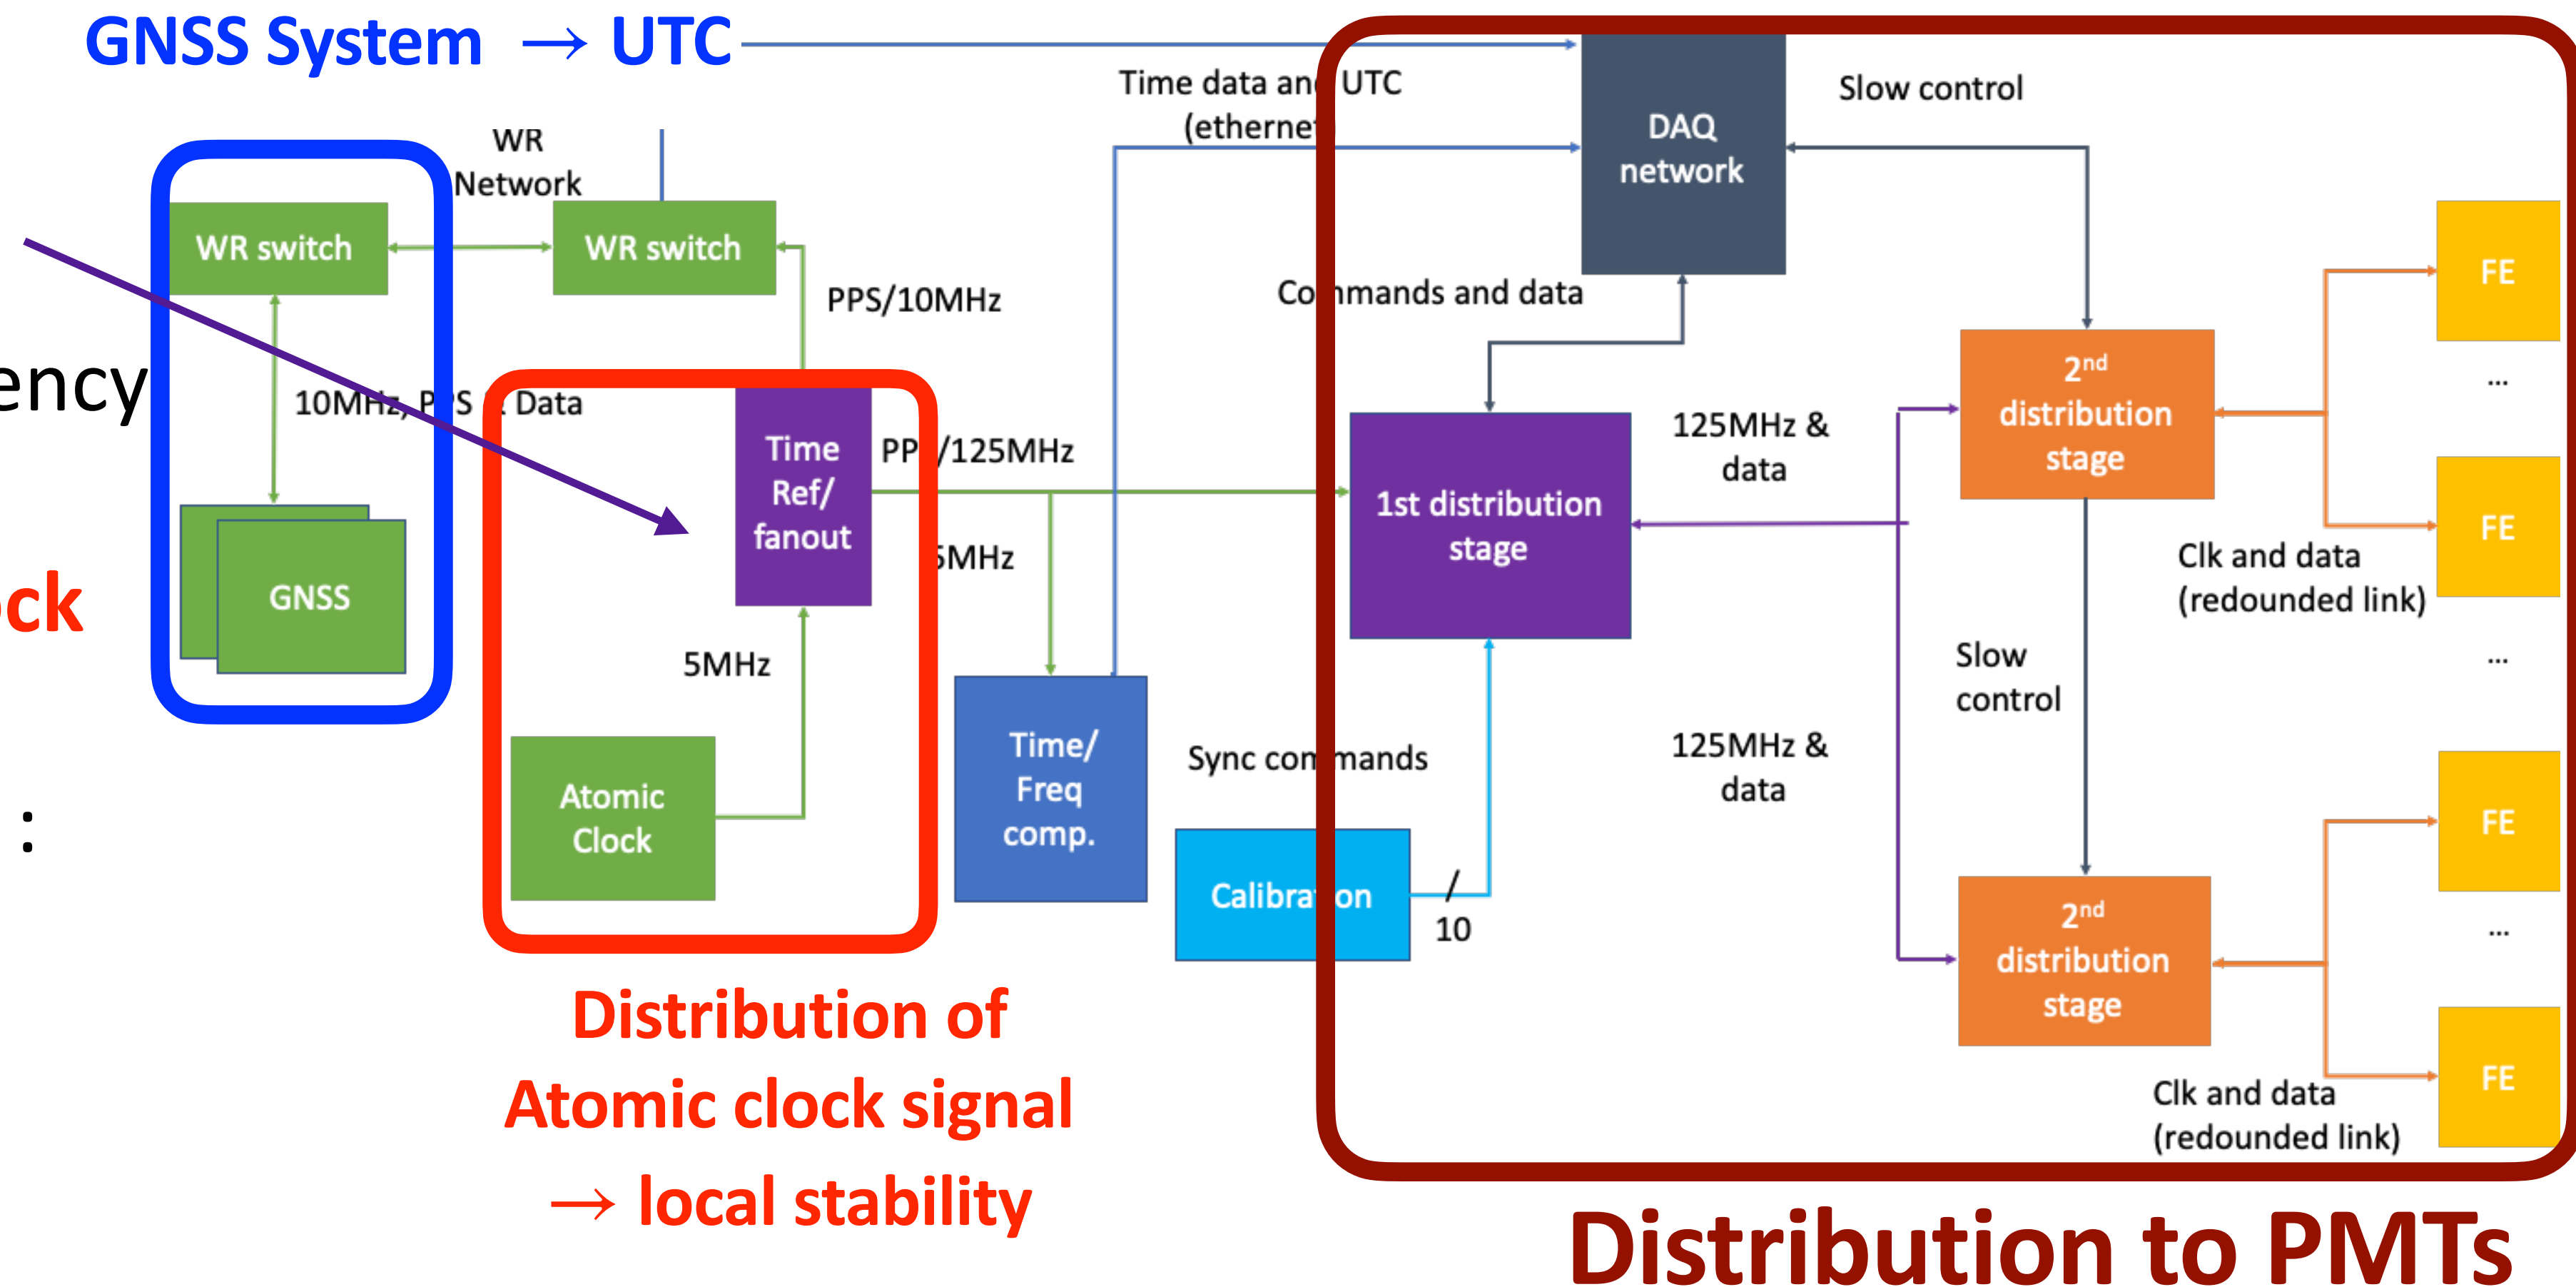 GNSS System → UTC
Time data and UTC
(ethernet
Slow control
DAQ
network
WR
Network
WR switch
WR switch
PPS/10MHz
Commands and data
FE
...
ency
10MHz, PPS & Data
Time
Ref/
fanout
PPS/125MHz
5MHz
1st distribution
stage
125MHz &
data
2nd
distribution
stage
FE
Clk and data
(redounded link)
...
GNSS
ock
5MHz
Slow
control
Atomic
Clock
Time/
Freq
comp.
Sync commands
125MHz &
data
:
Calibration
/
10
FE
...
2nd
distribution
stage
FE
Clk and data
(redounded link)
Distribution of
Atomic clock signal
→ local stability
Distribution to PMTs